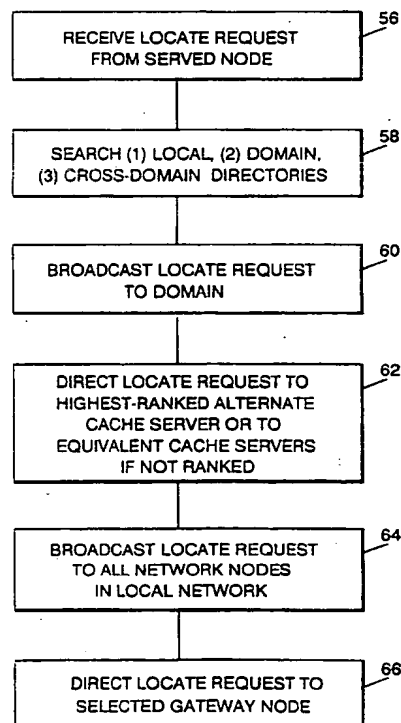 56
RECEIVE LOCATE REQUEST
FROM SERVED NODE
58
SEARCH (1) LOCAL, (2) DOMAIN,
(3) CROSS-DOMAIN DIRECTORIES
60
BROADCAST LOCATE REQUEST
TO DOMAIN
62
DIRECT LOCATE REQUEST TO
HIGHEST-RANKED ALTERNATE
CACHE SERVER OR TO
EQUIVALENT CACHE SERVERS
IF NOT RANKED
64
BROADCAST LOCATE REQUEST
TO ALL NETWORK NODES
IN LOCAL NETWORK
66
DIRECT LOCATE REQUEST TO
SELECTED GATEWAY NODE